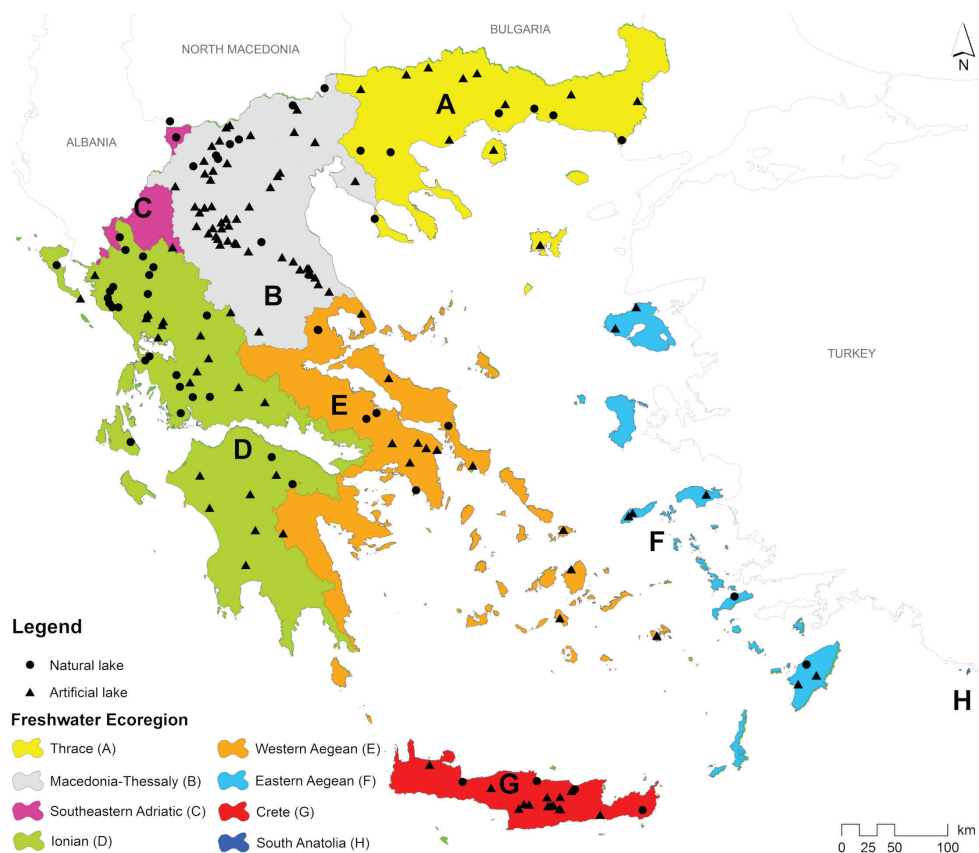 BULGARIA
NORTH MACEDONIA
N
A
ALBANIA
C
B
TURKEY
E
D
F
Legend
Natural lake
Artificial lake
H
Freshwater Ecoregion
Thrace (A)
Western Aegean (E)
G
Macedonia-Thessaly (B)
Eastern Aegean (F)
Southeastern Adriatic (C)
Crete (G)
Ionian (D)
South Anatolia (H)
km
0 25 50 100